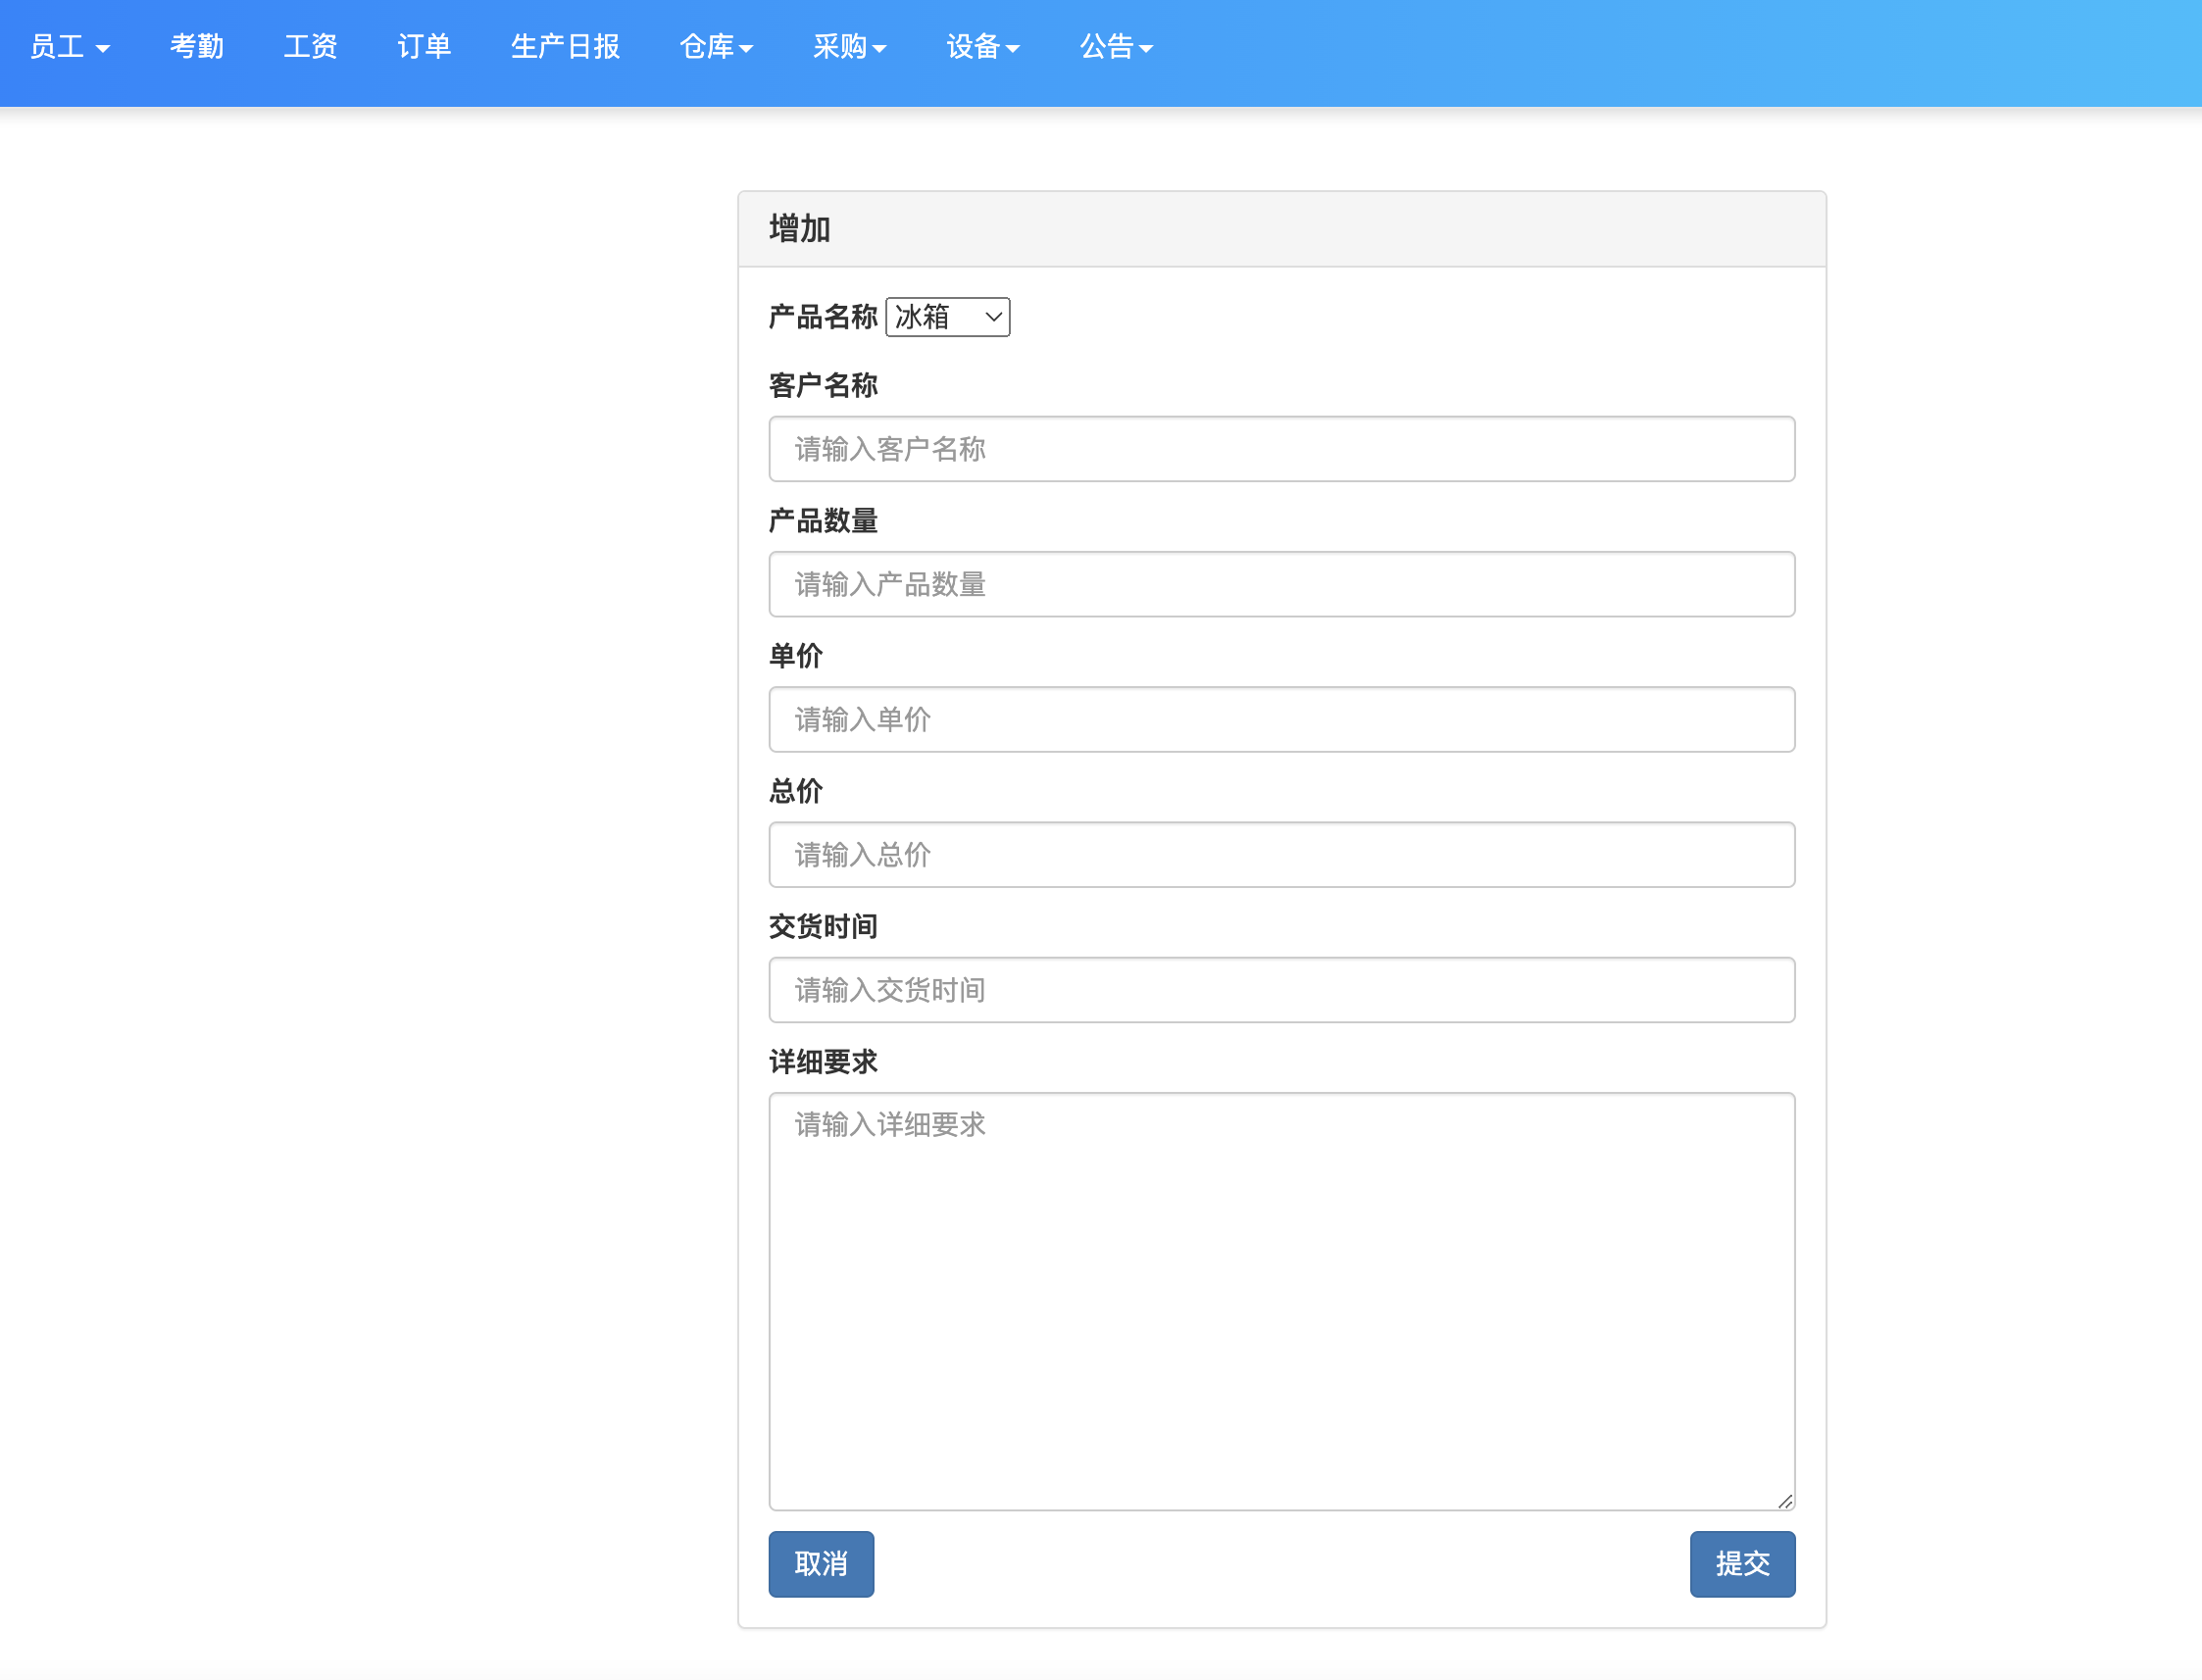 员工 考勤 工资 订单 生产日报 仓库 采购 设备 公告
增加
产品名称 冰箱
客户名称
请输入客户名称
产品数量
请输入产品数量
单价
请输入单价
总价
请输入总价
交货时间
请输入交货时间
详细要求
请输入详细要求
取消 提交